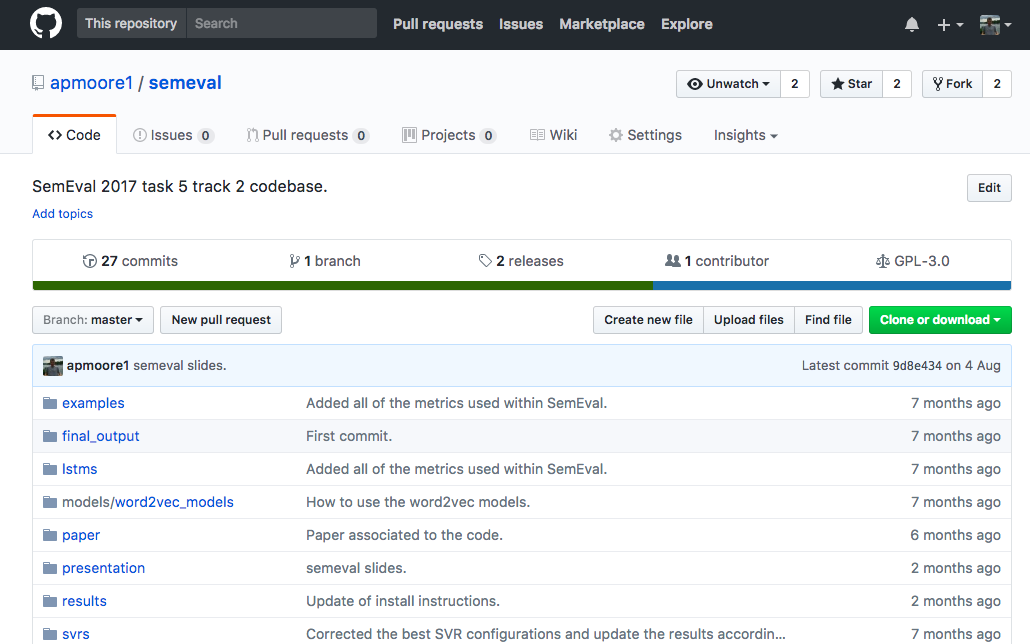 This repository Search Pull requests Issues Marketplace Explore
apmoore1 / semeval Unwatch 2 Star 2 Fork 2
Code Issues 0 Pull requests 0 Projects 0 Wiki Settings Insights
SemEval 2017 task 5 track 2 codebase. Edit
Add topics
27 commits 1 branch 2 releases 1 contributor GPL-3.0
Branch: master New pull request Create new file Upload files Find file Clone or download
apmoore1 semeval slides. Latest commit 9d8e434 on 4 Aug
examples Added all of the metrics used within SemEval. 7 months ago
final_output First commit. 7 months ago
lstms Added all of the metrics used within SemEval. 7 months ago
models/word2vec_models How to use the word2vec models. 7 months ago
paper Paper associated to the code. 6 months ago
presentation semeval slides. 2 months ago
results Update of install instructions. 2 months ago
svrs Corrected the best SVR configurations and update the results accordin... 7 months ago